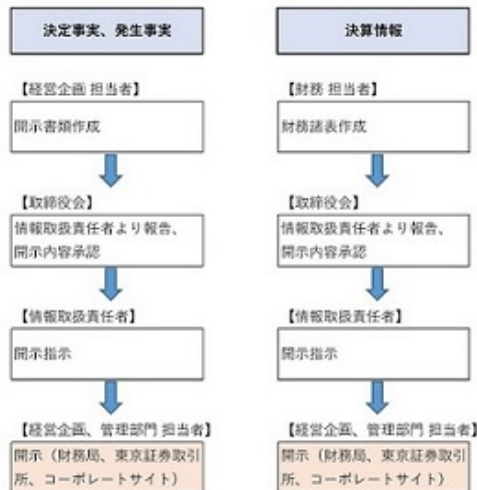 決定事実、発生事実
【経営企画 担当者】
開示書類作成
【取締役会】
情報取扱責任者より報告、
開示内容承認
【情報取扱責任者】
開示指示
【経営企画、管理部門 担当者】
開示（財務局、東京証券取引
所、コーポレートサイト）
決算情報
【財務 担当者】
財務諸表作成
【取締役会】
情報取扱責任者より報告、
開示内容承認
【情報取扱責任者】
開示指示
【経営企画、管理部門 担当者】
開示（財務局、東京証券取引
所、コーポレートサイト）